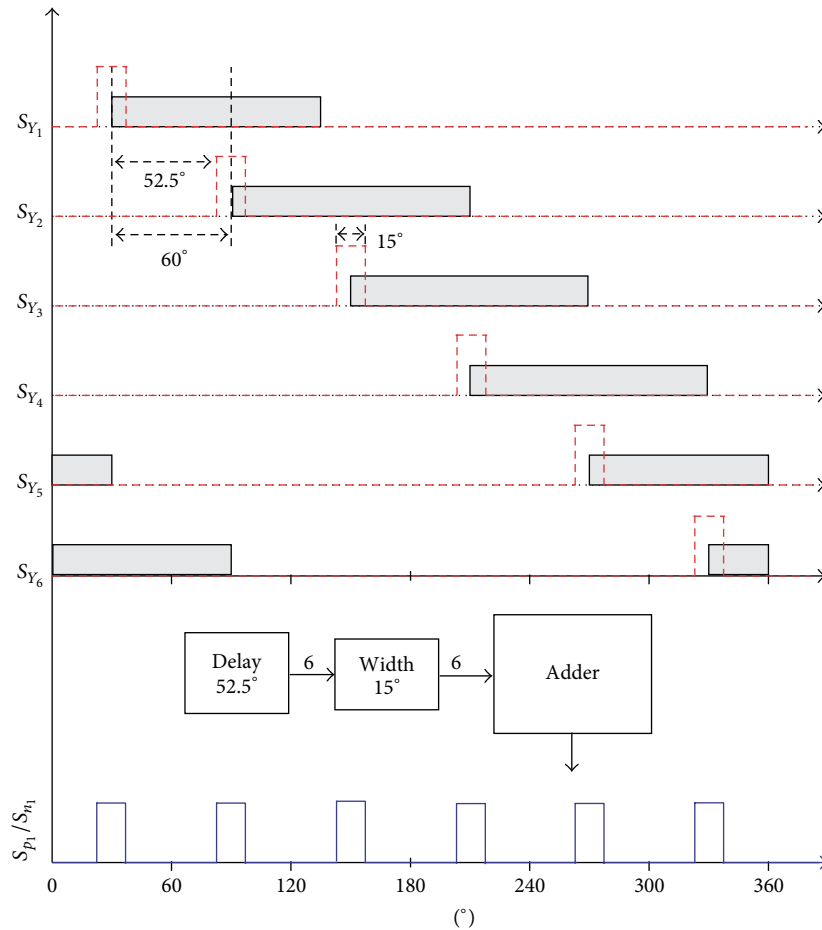 S_{Y_1}
52.5°
S_{Y_2}
60°
15°
S_{Y_3}
S_{Y_4}
S_{Y_5}
S_{Y_6}
Delay
52.5°
6
Width
15°
6
Adder
S_{p_1}/S_{n_1}
0 60 120 180 240 300 360
(°)